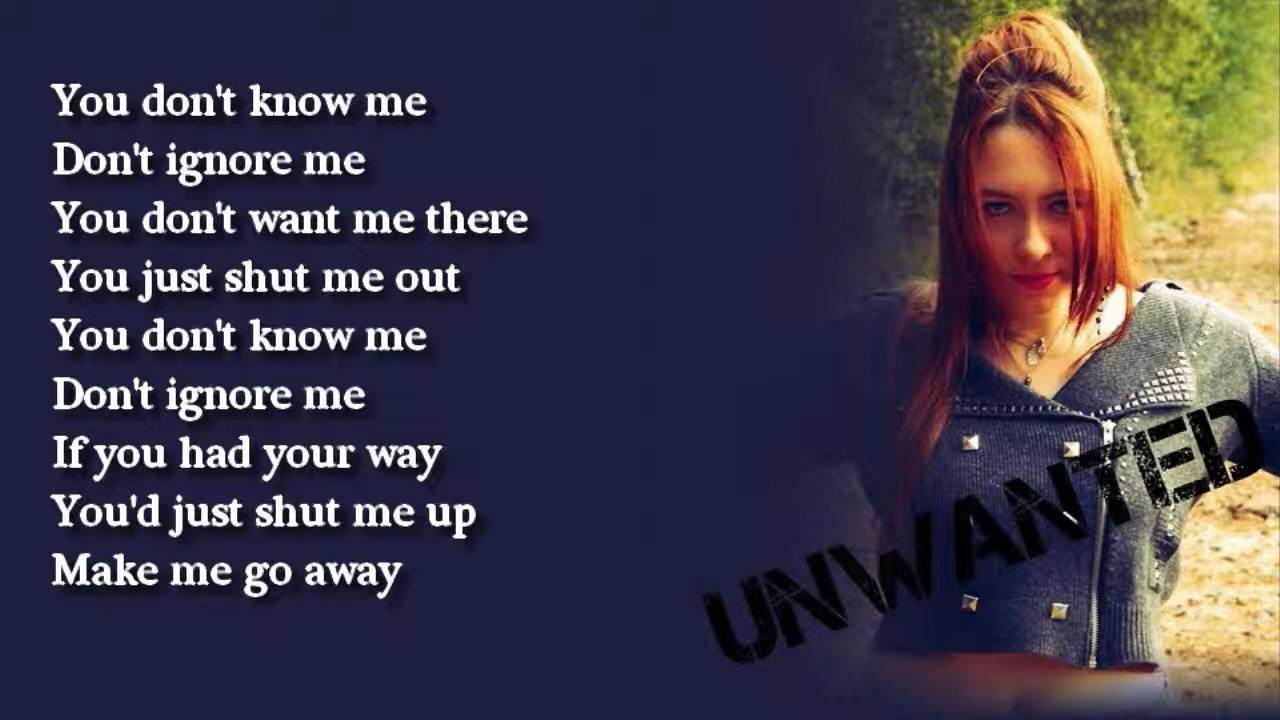 You don't know me
Don't ignore me
You don't want me there
You just shut me out
You don't know me
Don't ignore me
If you had your way
You'd just shut me up
Make me go away
UNWANTED